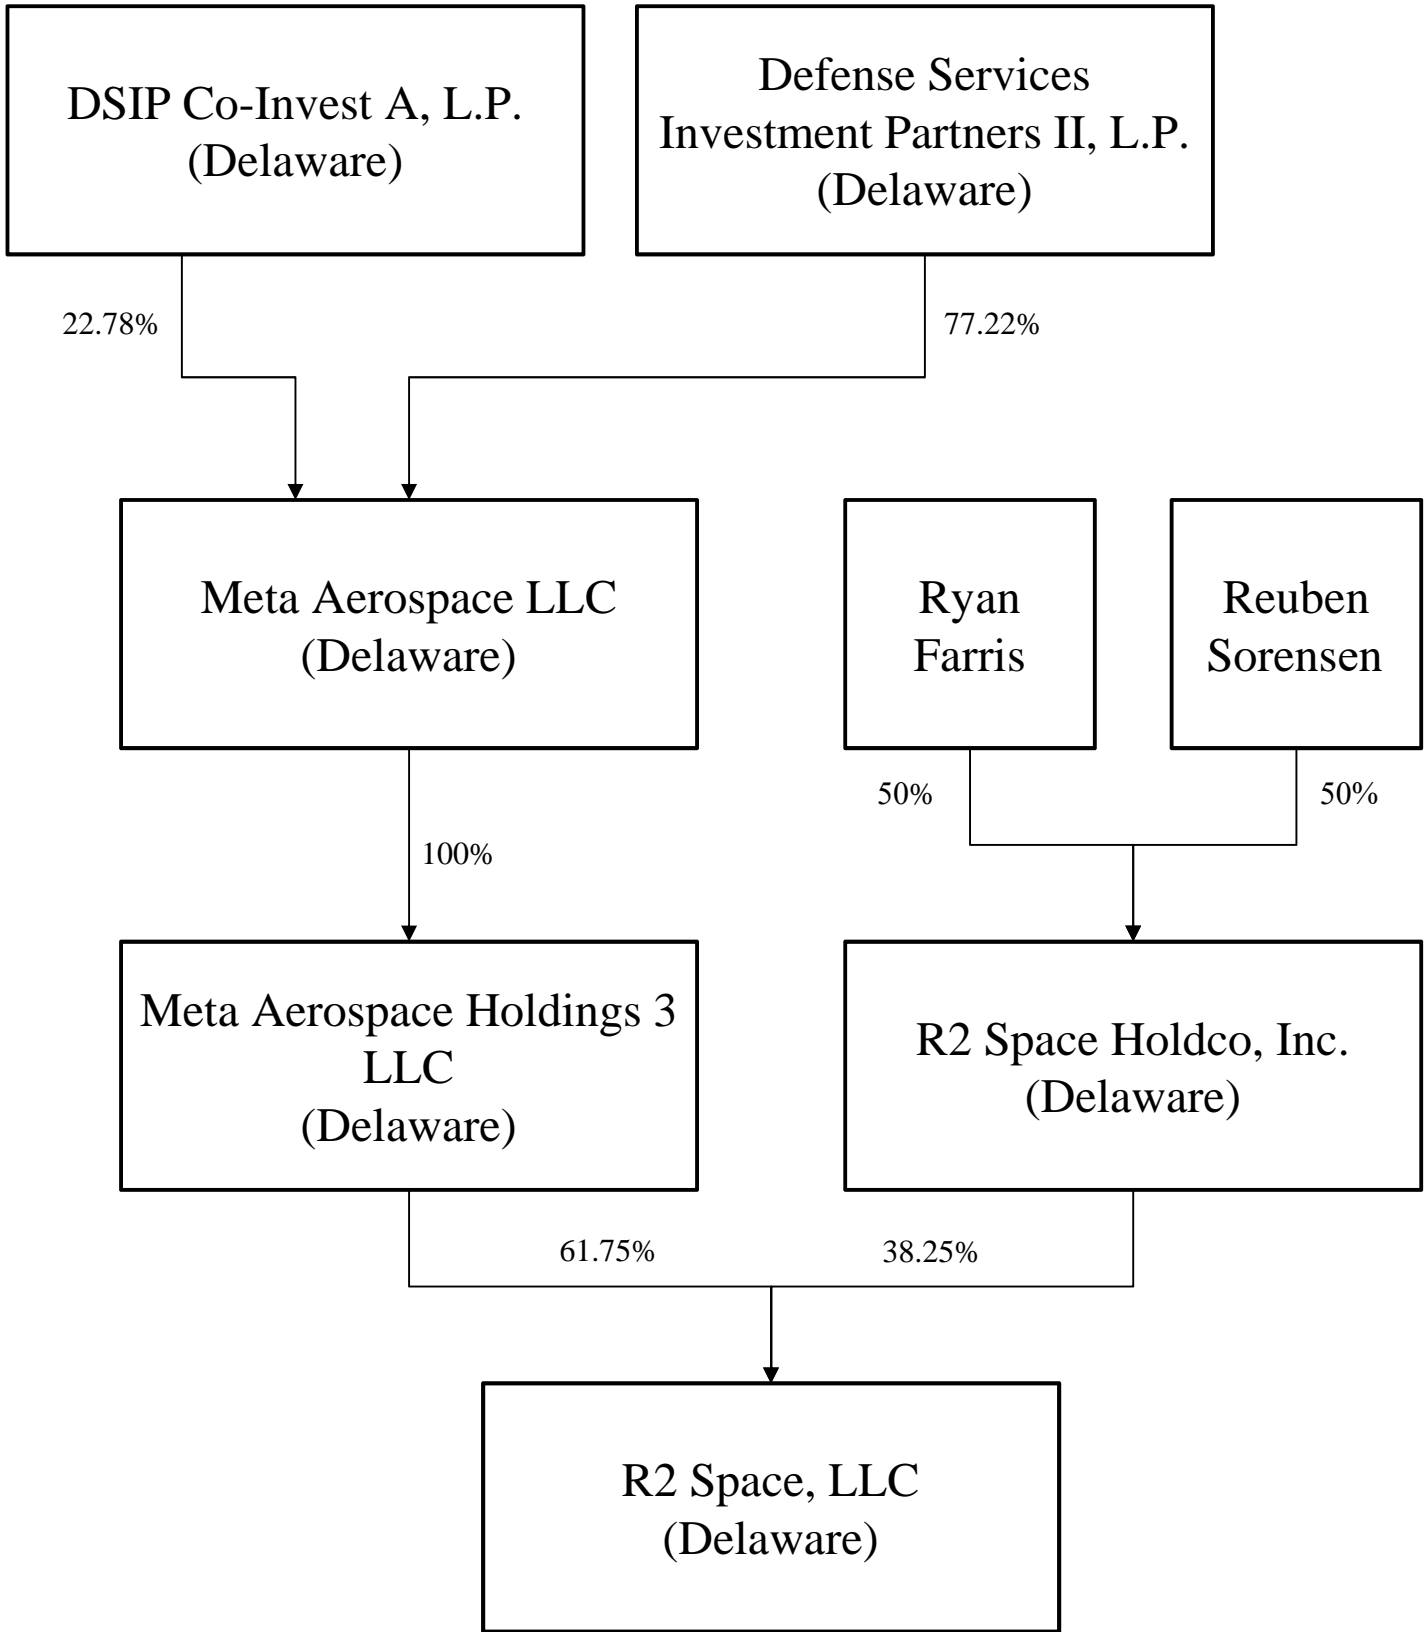 DSIP Co-Invest A, L.P.
(Delaware)
Defense Services
Investment Partners II, L.P.
(Delaware)
22.78%
77.22%
Meta Aerospace LLC
(Delaware)
Ryan
Farris
Reuben
Sorensen
50%
50%
100%
Meta Aerospace Holdings 3
LLC
(Delaware)
R2 Space Holdco, Inc.
(Delaware)
61.75%
38.25%
R2 Space, LLC
(Delaware)